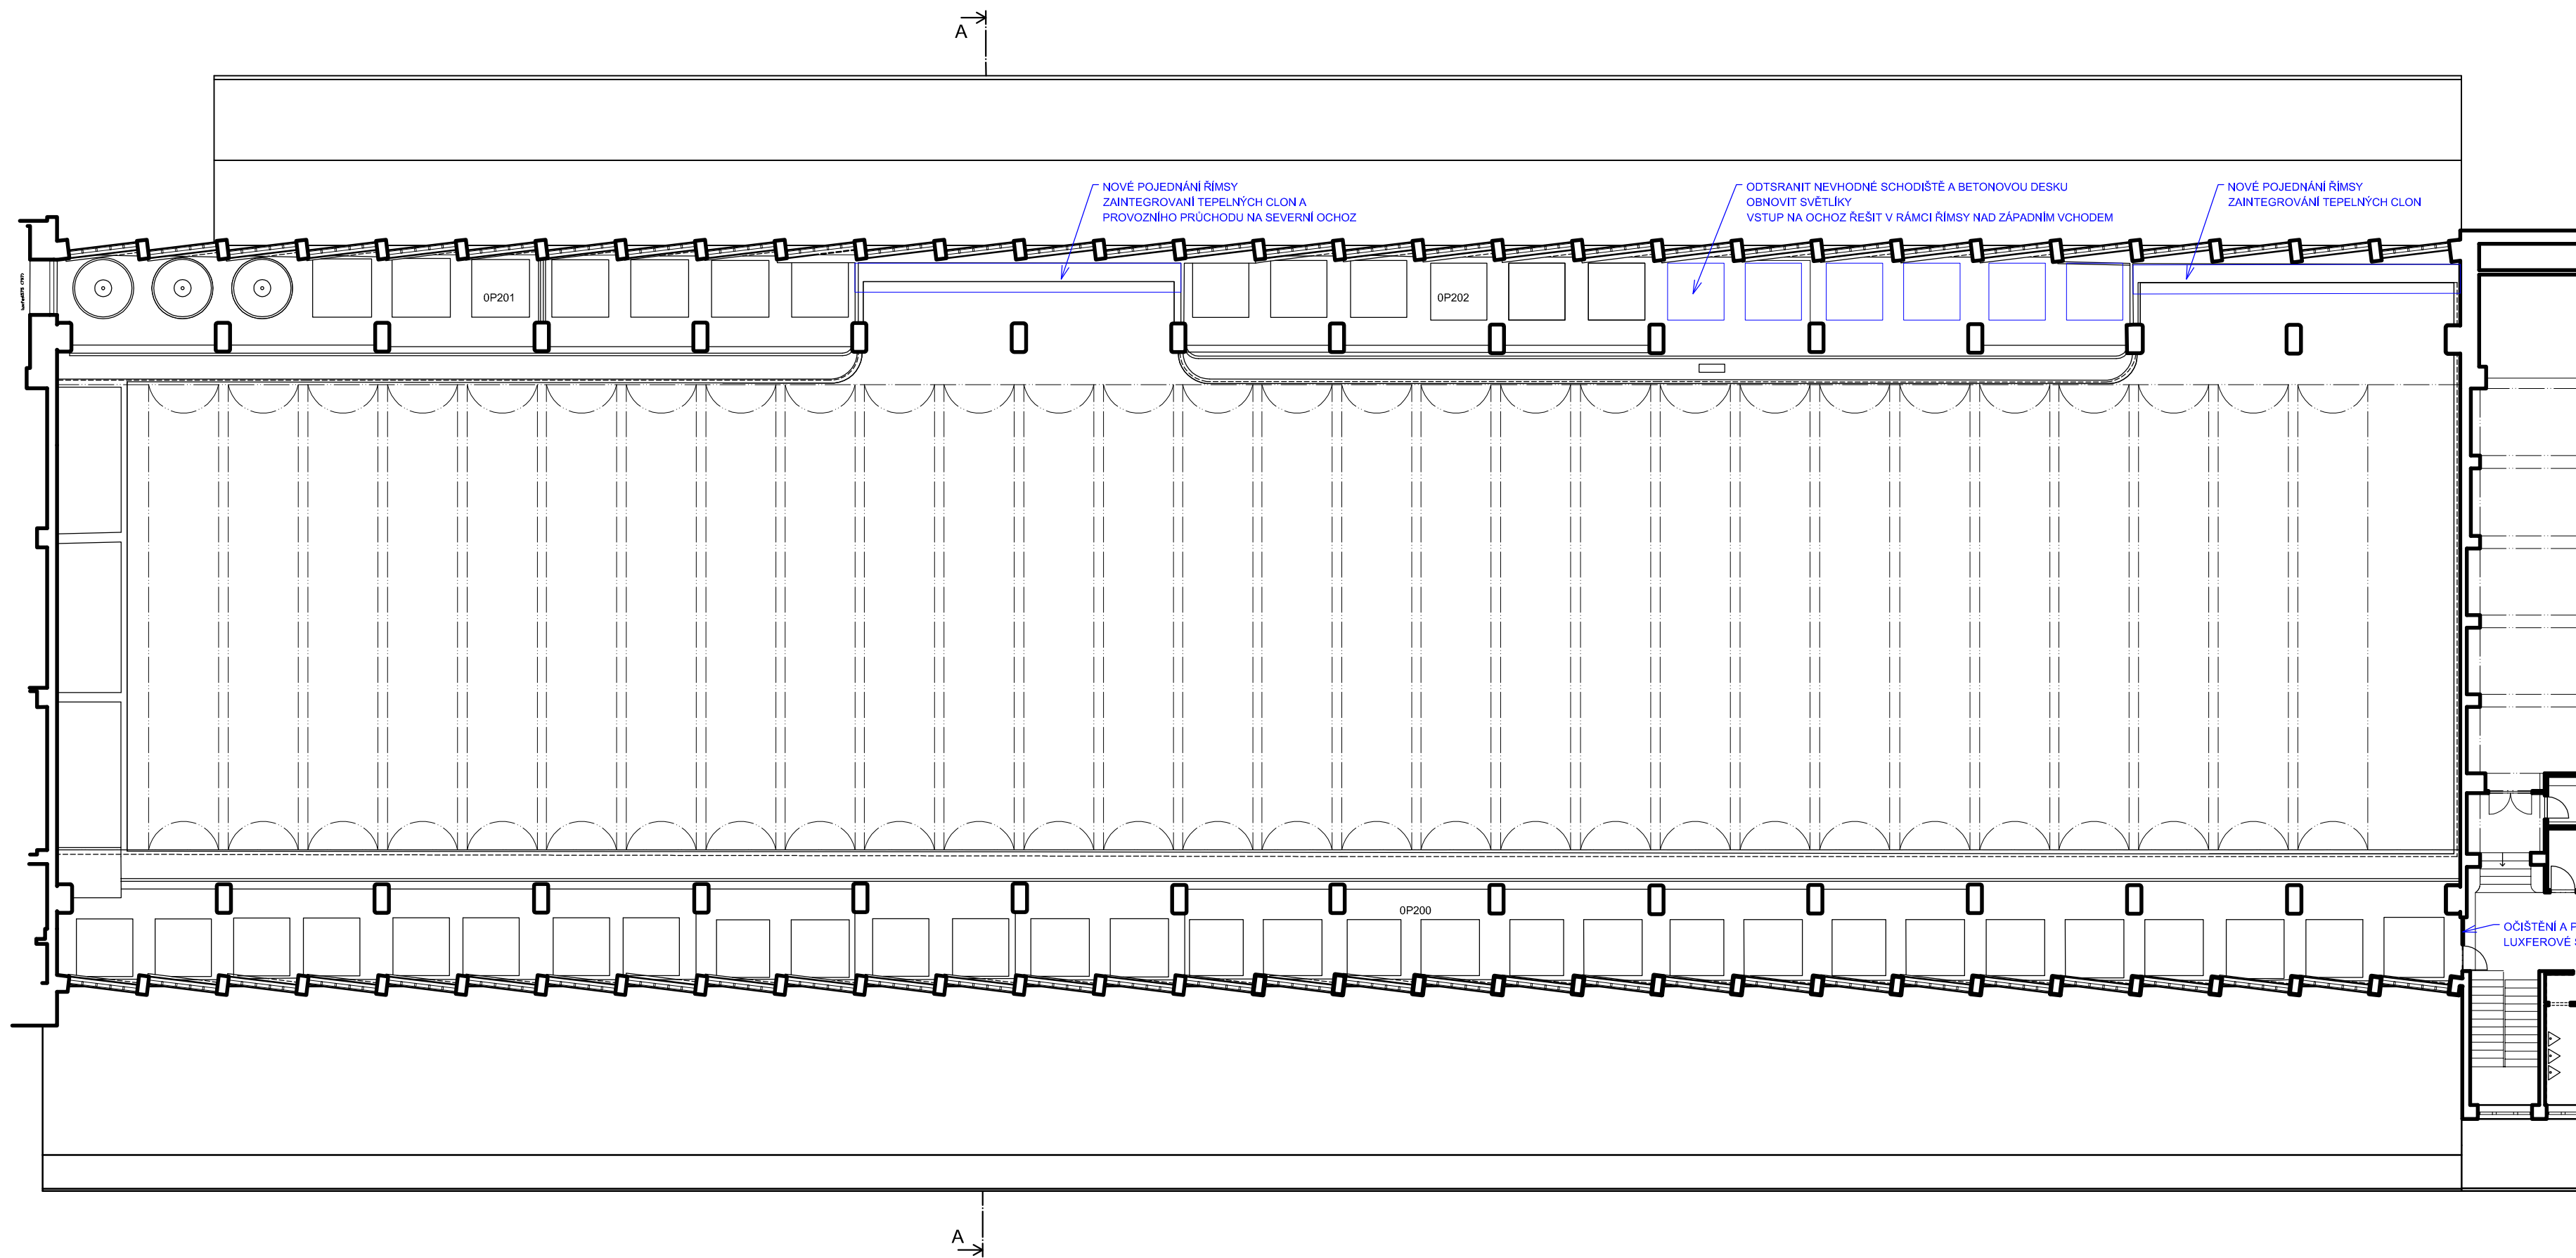 A
NOVÉ POJEDNÁNÍ ŘÍMSY
ZAINTEGROVANÍ TEPELNÝCH CLON A
PROVOZNÍHO PRŮCHODU NA SEVERNÍ OCHOZ
ODTSRANIT NEVHODNÉ SCHODIŠTĚ A BETONOVOU DESKU
OBNOVIT SVĚTLÍKY
VSTUP NA OCHOZ ŘEŠIT V RÁMCI ŘÍMSY NAD ZÁPADNÍM VCHODEM
NOVÉ POJEDNÁNÍ ŘÍMSY
ZAINTEGROVÁNÍ TEPELNÝCH CLON
0P201
0P202
0P200
OČIŠTĚNÍ A P
LUXFEROVÉ
A